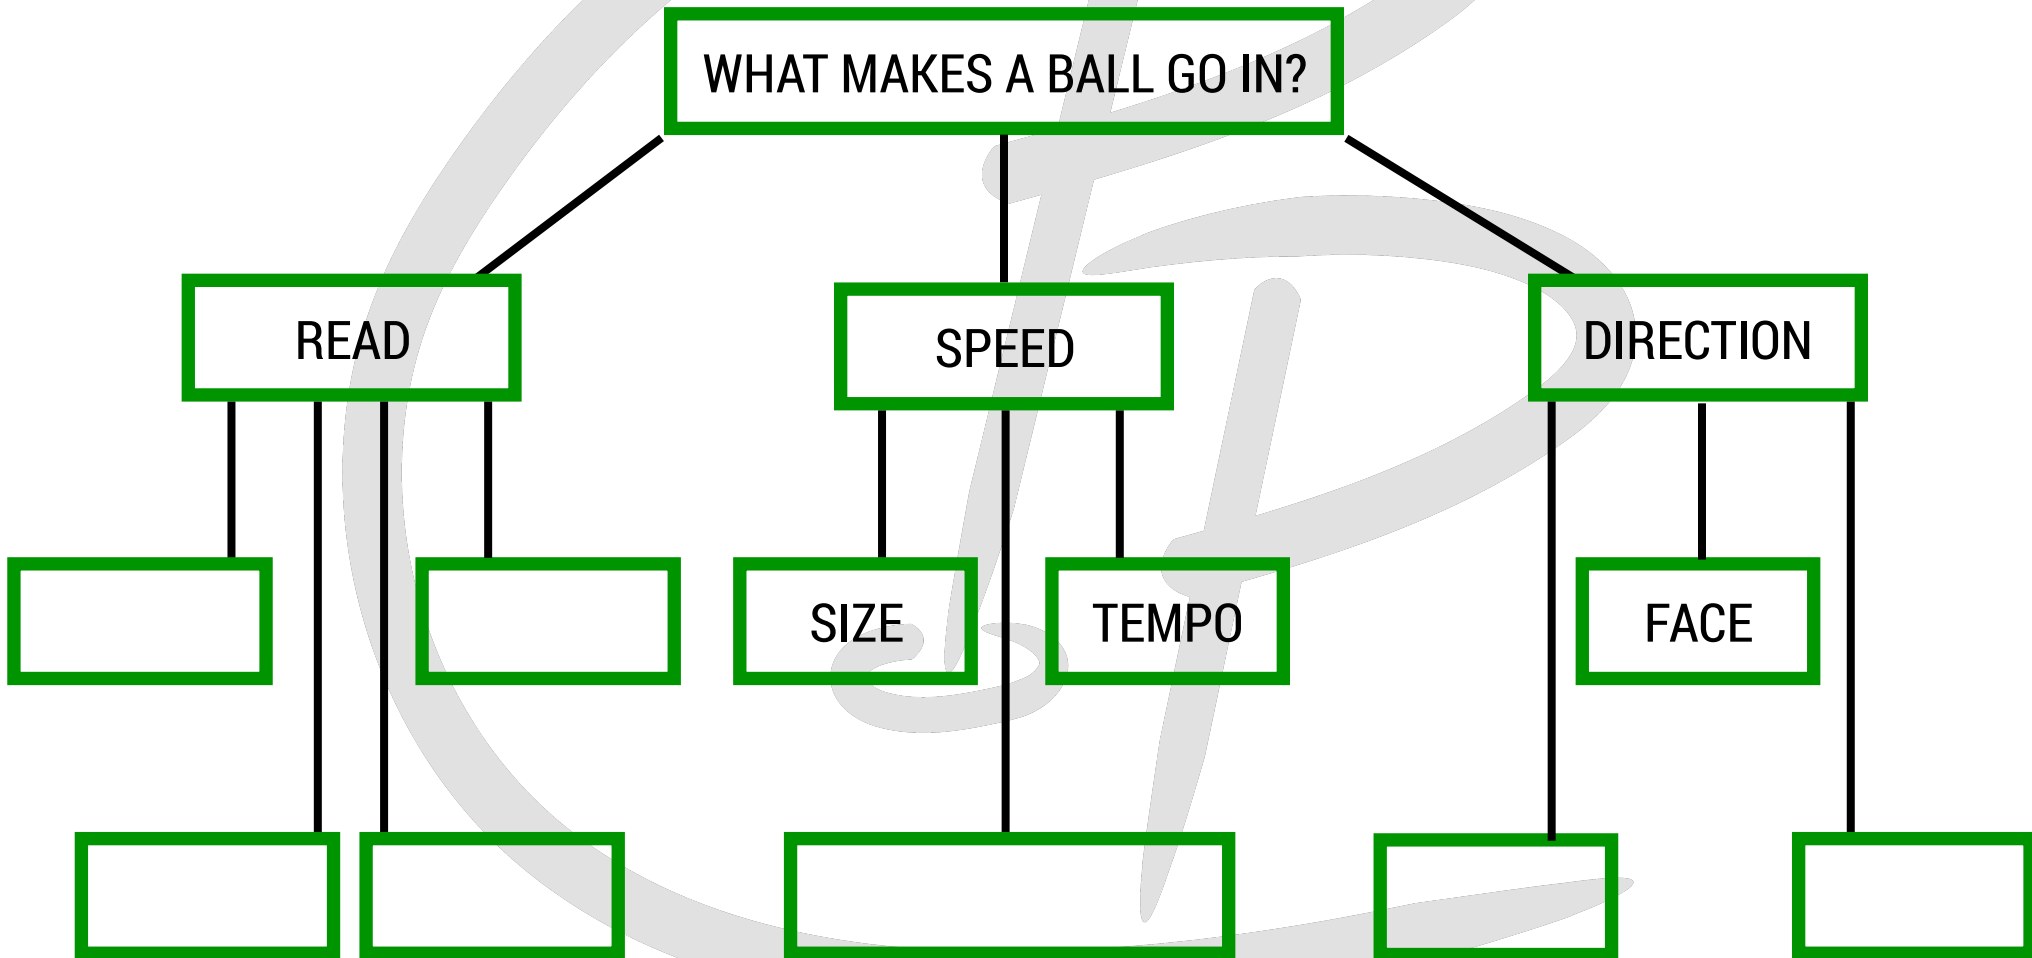 WHAT MAKES A BALL GO IN?
READ
SPEED
DIRECTION
SIZE
TEMPO
FACE